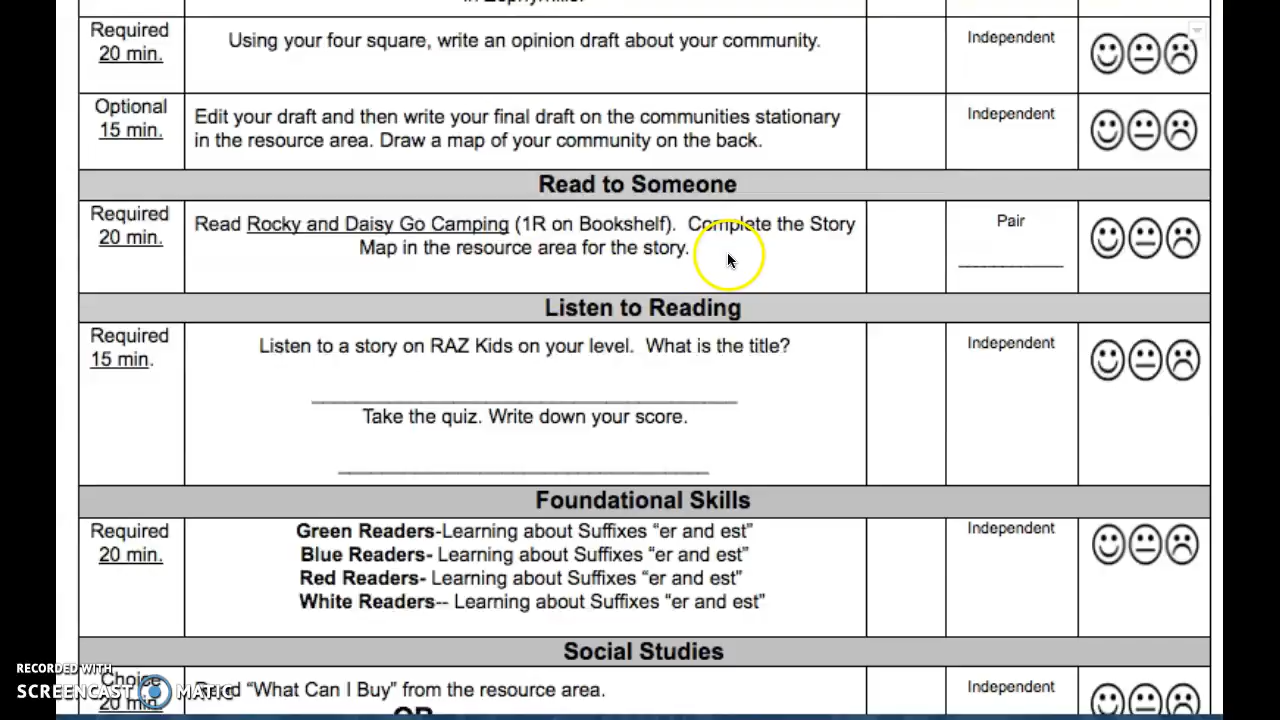 Required
20 min.
Using your four square, write an opinion draft about your community.
Independent
Optional
15 min.
Edit your draft and then write your final draft on the communities stationary
in the resource area. Draw a map of your community on the back.
Independent
Read to Someone
Required
20 min.
Read Rocky and Daisy Go Camping (1R on Bookshelf). Complete the Story
Map in the resource area for the story.
Pair
Listen to Reading
Required
15 min.
Listen to a story on RAZ Kids on your level. What is the title?
Take the quiz. Write down your score.
Independent
Foundational Skills
Required
20 min.
Green Readers-Learning about Suffixes “er and est”
Blue Readers- Learning about Suffixes “er and est”
Red Readers- Learning about Suffixes “er and est”
White Readers-- Learning about Suffixes “er and est”
Independent
Social Studies
Choice
20 min.
Read “What Can I Buy” from the resource area.
OR
Independent
RECORDED WITH
SCREENCAST MATIC